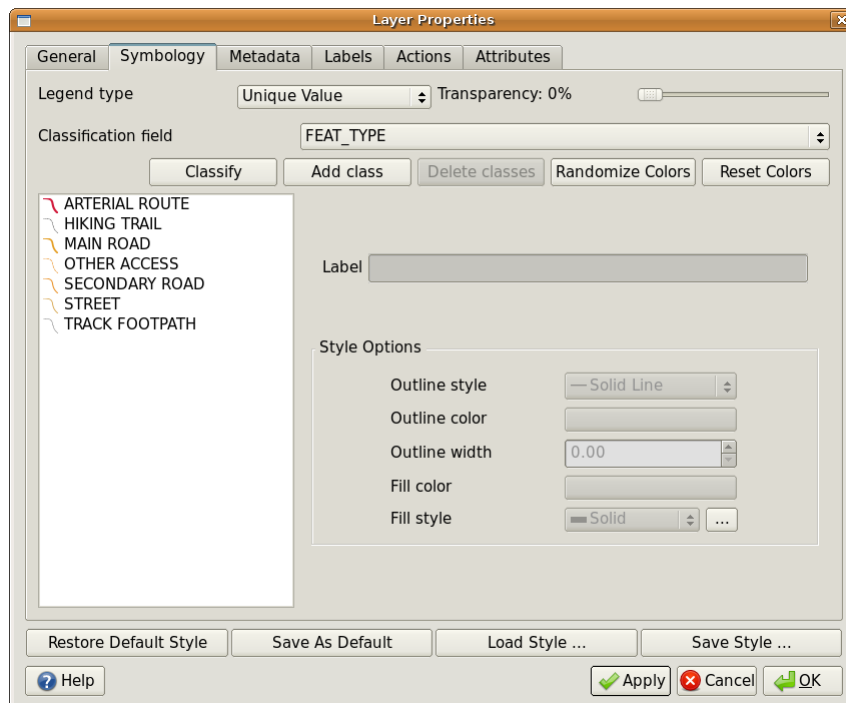 Layer Properties
General Symbology Metadata Labels Actions Attributes
Legend type Unique Value Transparency: 0%
Classification field FEAT_TYPE
Classify Add class Delete classes Randomize Colors Reset Colors
ARTERIAL ROUTE
HIKING TRAIL
MAIN ROAD
OTHER ACCESS
SECONDARY ROAD
STREET
TRACK FOOTPATH
Label
Style Options
Outline style Solid Line
Outline color
Outline width 0.00
Fill color
Fill style Solid ...
Restore Default Style Save As Default Load Style ... Save Style ...
Help Apply Cancel OK